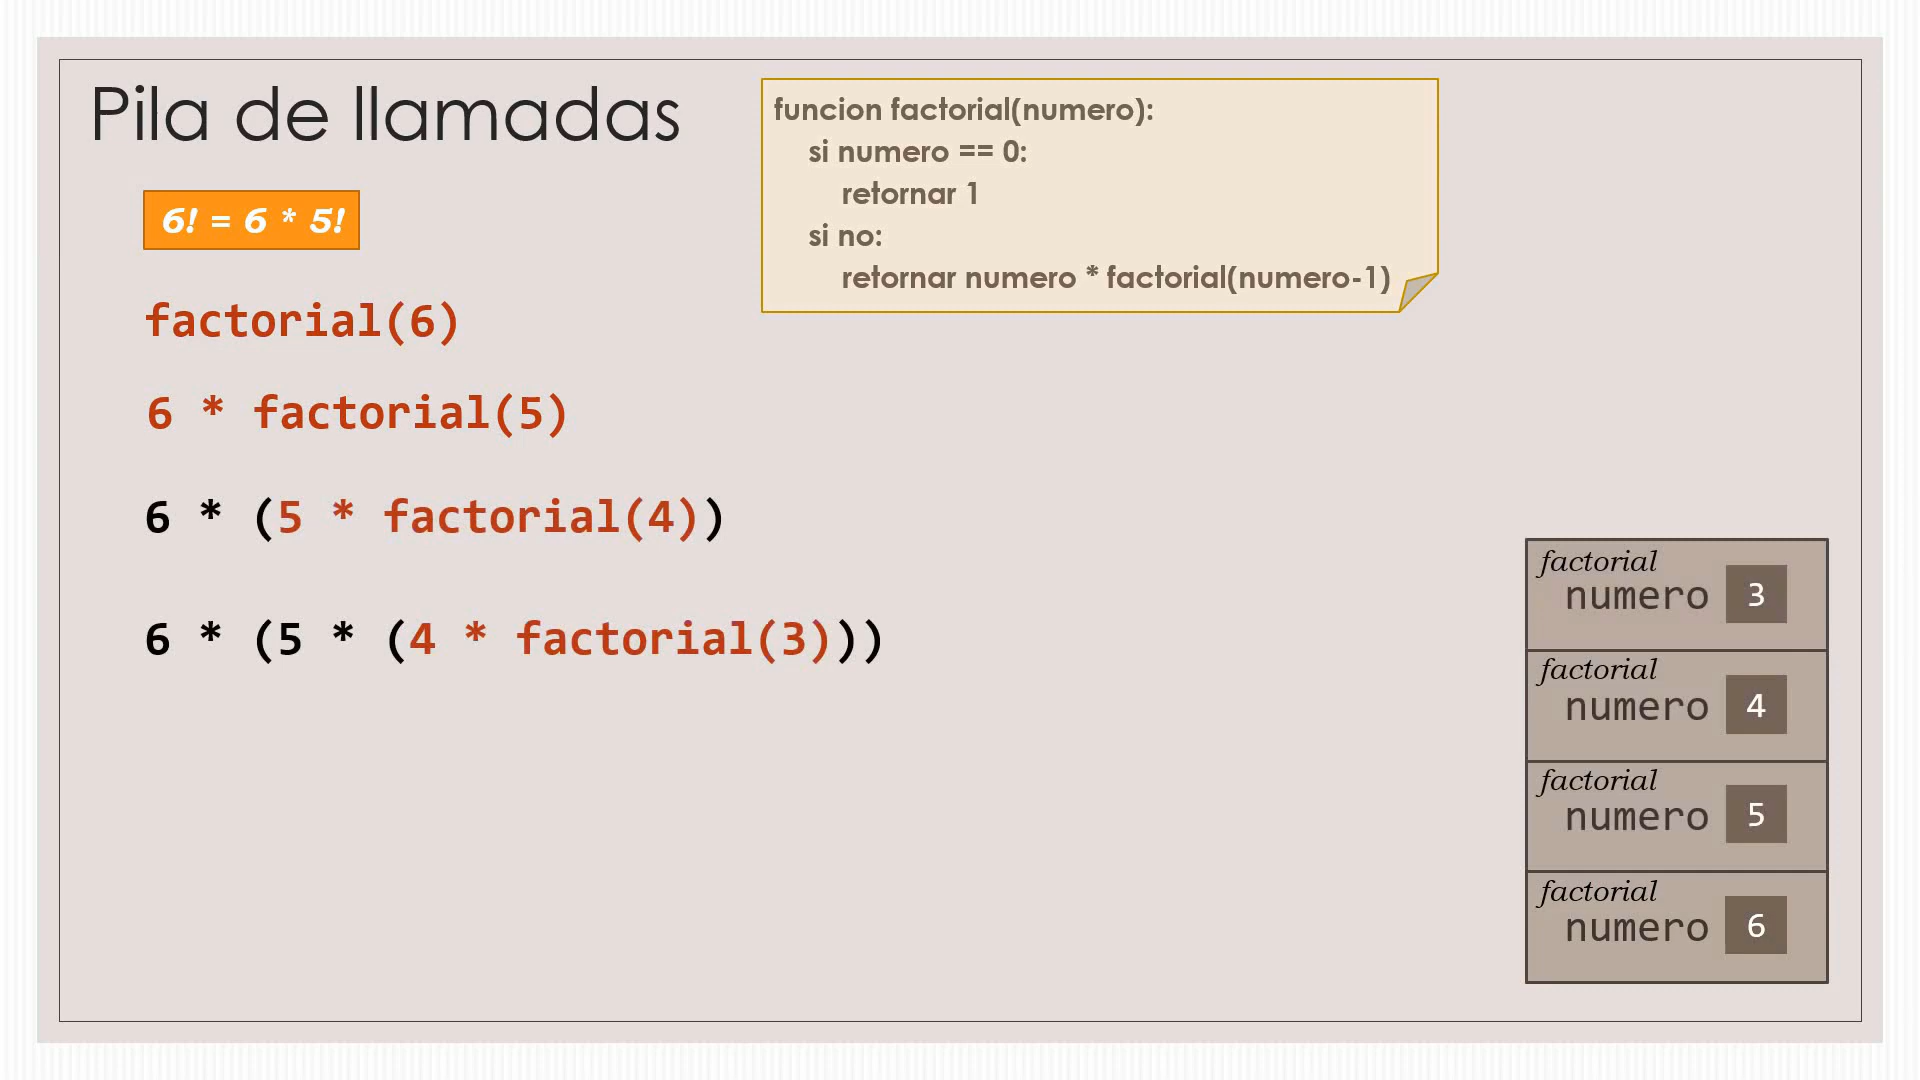 Pila de llamadas
6! = 6 * 5!
funcion factorial(numero):
si numero == 0:
retornar 1
si no:
retornar numero * factorial(numero-1)
factorial(6)
6 * factorial(5)
6 * (5 * factorial(4))
6 * (5 * (4 * factorial(3)))
factorial
numero 3
factorial
numero 4
factorial
numero 5
factorial
numero 6